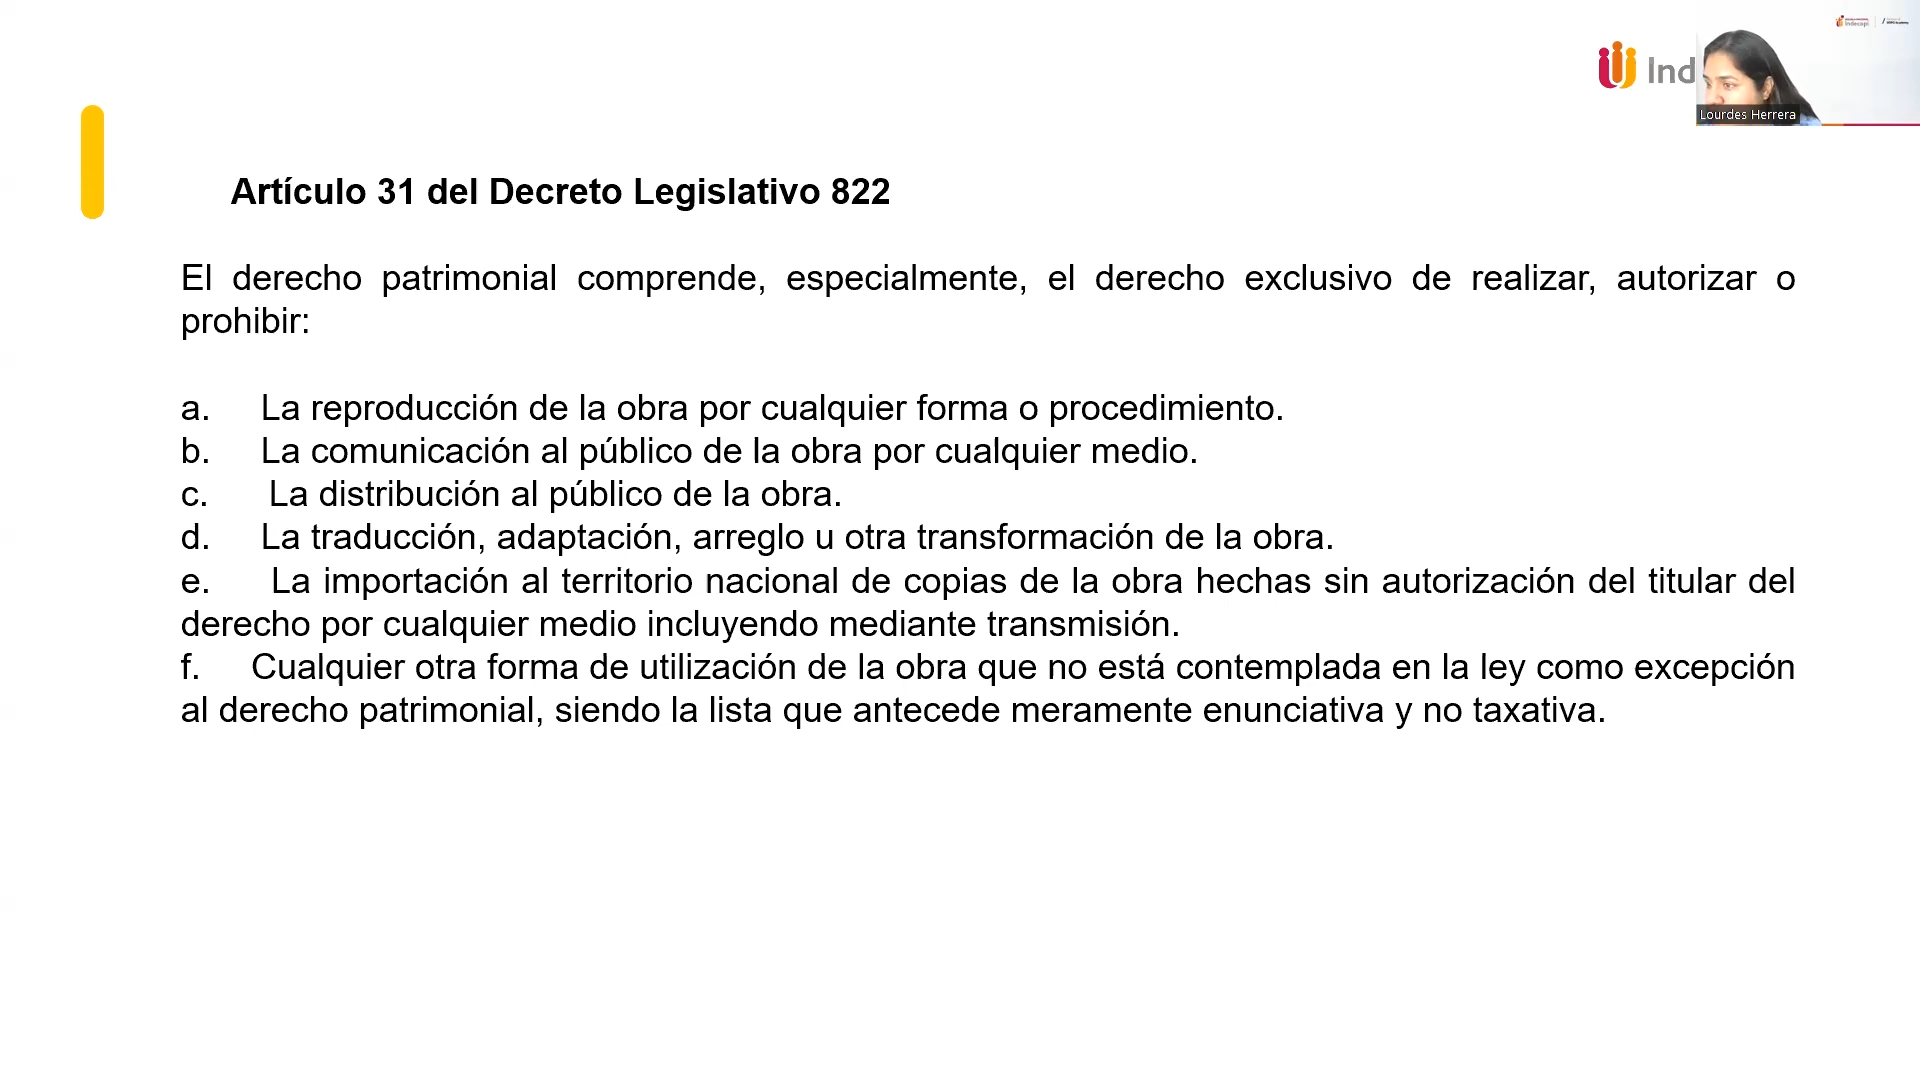 Ind
Lourdes Herrera
Artículo 31 del Decreto Legislativo 822
El derecho patrimonial comprende, especialmente, el derecho exclusivo de realizar, autorizar o
prohibir:
a. La reproducción de la obra por cualquier forma o procedimiento.
b. La comunicación al público de la obra por cualquier medio.
c. La distribución al público de la obra.
d. La traducción, adaptación, arreglo u otra transformación de la obra.
e. La importación al territorio nacional de copias de la obra hechas sin autorización del titular del
derecho por cualquier medio incluyendo mediante transmisión.
f. Cualquier otra forma de utilización de la obra que no está contemplada en la ley como excepción
al derecho patrimonial, siendo la lista que antecede meramente enunciativa y no taxativa.